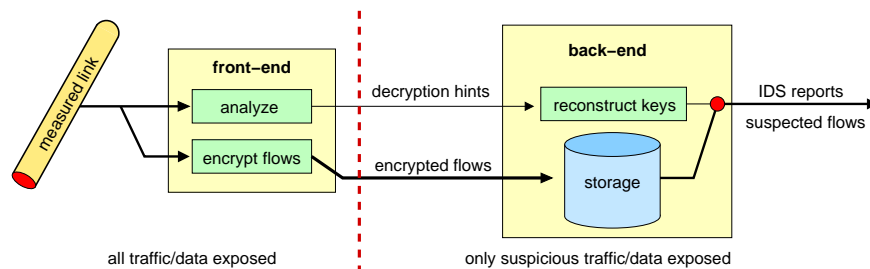 measured link
front-end
analyze
encrypt flows
decryption hints
encrypted flows
back-end
reconstruct keys
storage
IDS reports
suspected flows
all traffic/data exposed
only suspicious traffic/data exposed